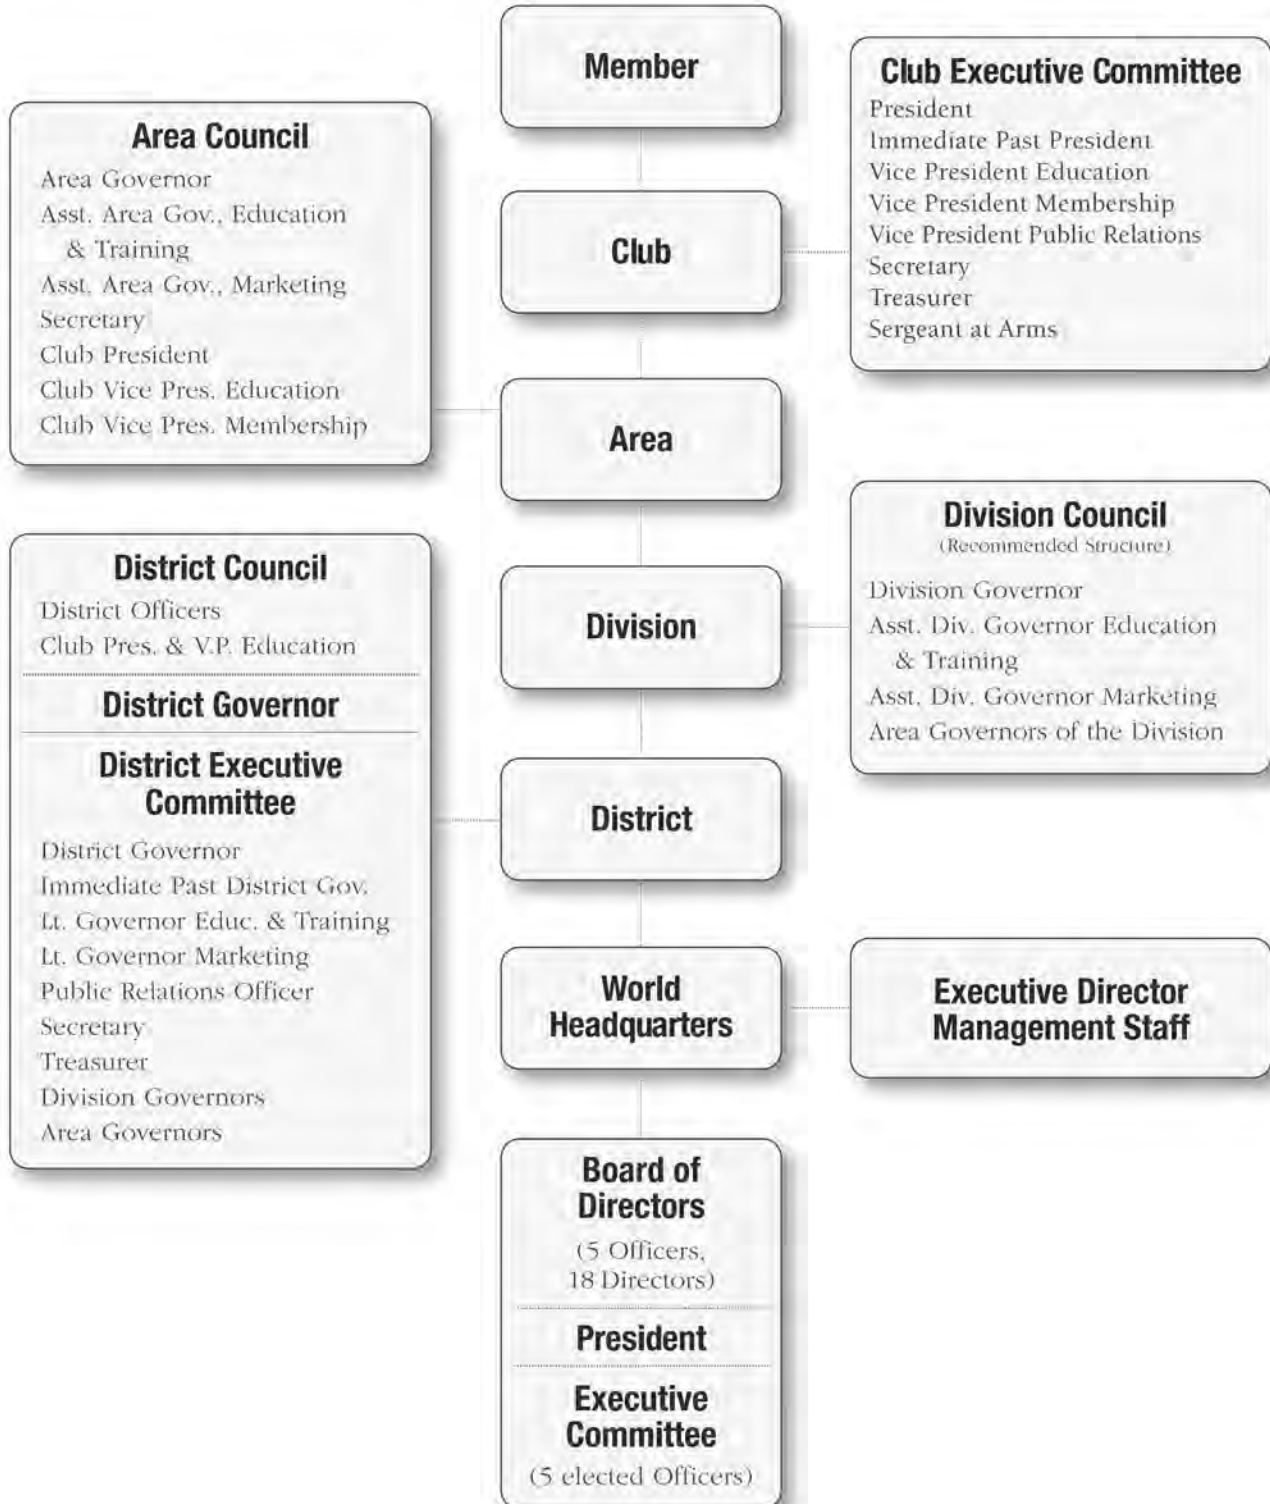 Member
Club Executive Committee
President
Immediate Past President
Vice President Education
Vice President Membership
Vice President Public Relations
Secretary
Treasurer
Sergeant at Arms
Area Council
Area Governor
Asst. Area Gov., Education
& Training
Asst. Area Gov., Marketing
Secretary
Club President
Club Vice Pres. Education
Club Vice Pres. Membership
Club
Area
Division Council
(Recommended Structure)
Division Governor
Asst. Div. Governor Education
& Training
Asst. Div. Governor Marketing
Area Governors of the Division
District Council
District Officers
Club Pres. & V.P. Education
District Governor
District Executive
Committee
District Governor
Immediate Past District Gov.
Lt. Governor Educ. & Training
Lt. Governor Marketing
Public Relations Officer
Secretary
Treasurer
Division Governors
Area Governors
Division
District
World
Headquarters
Executive Director
Management Staff
Board of
Directors
(5 Officers,
18 Directors)
President
Executive
Committee
(5 elected Officers)